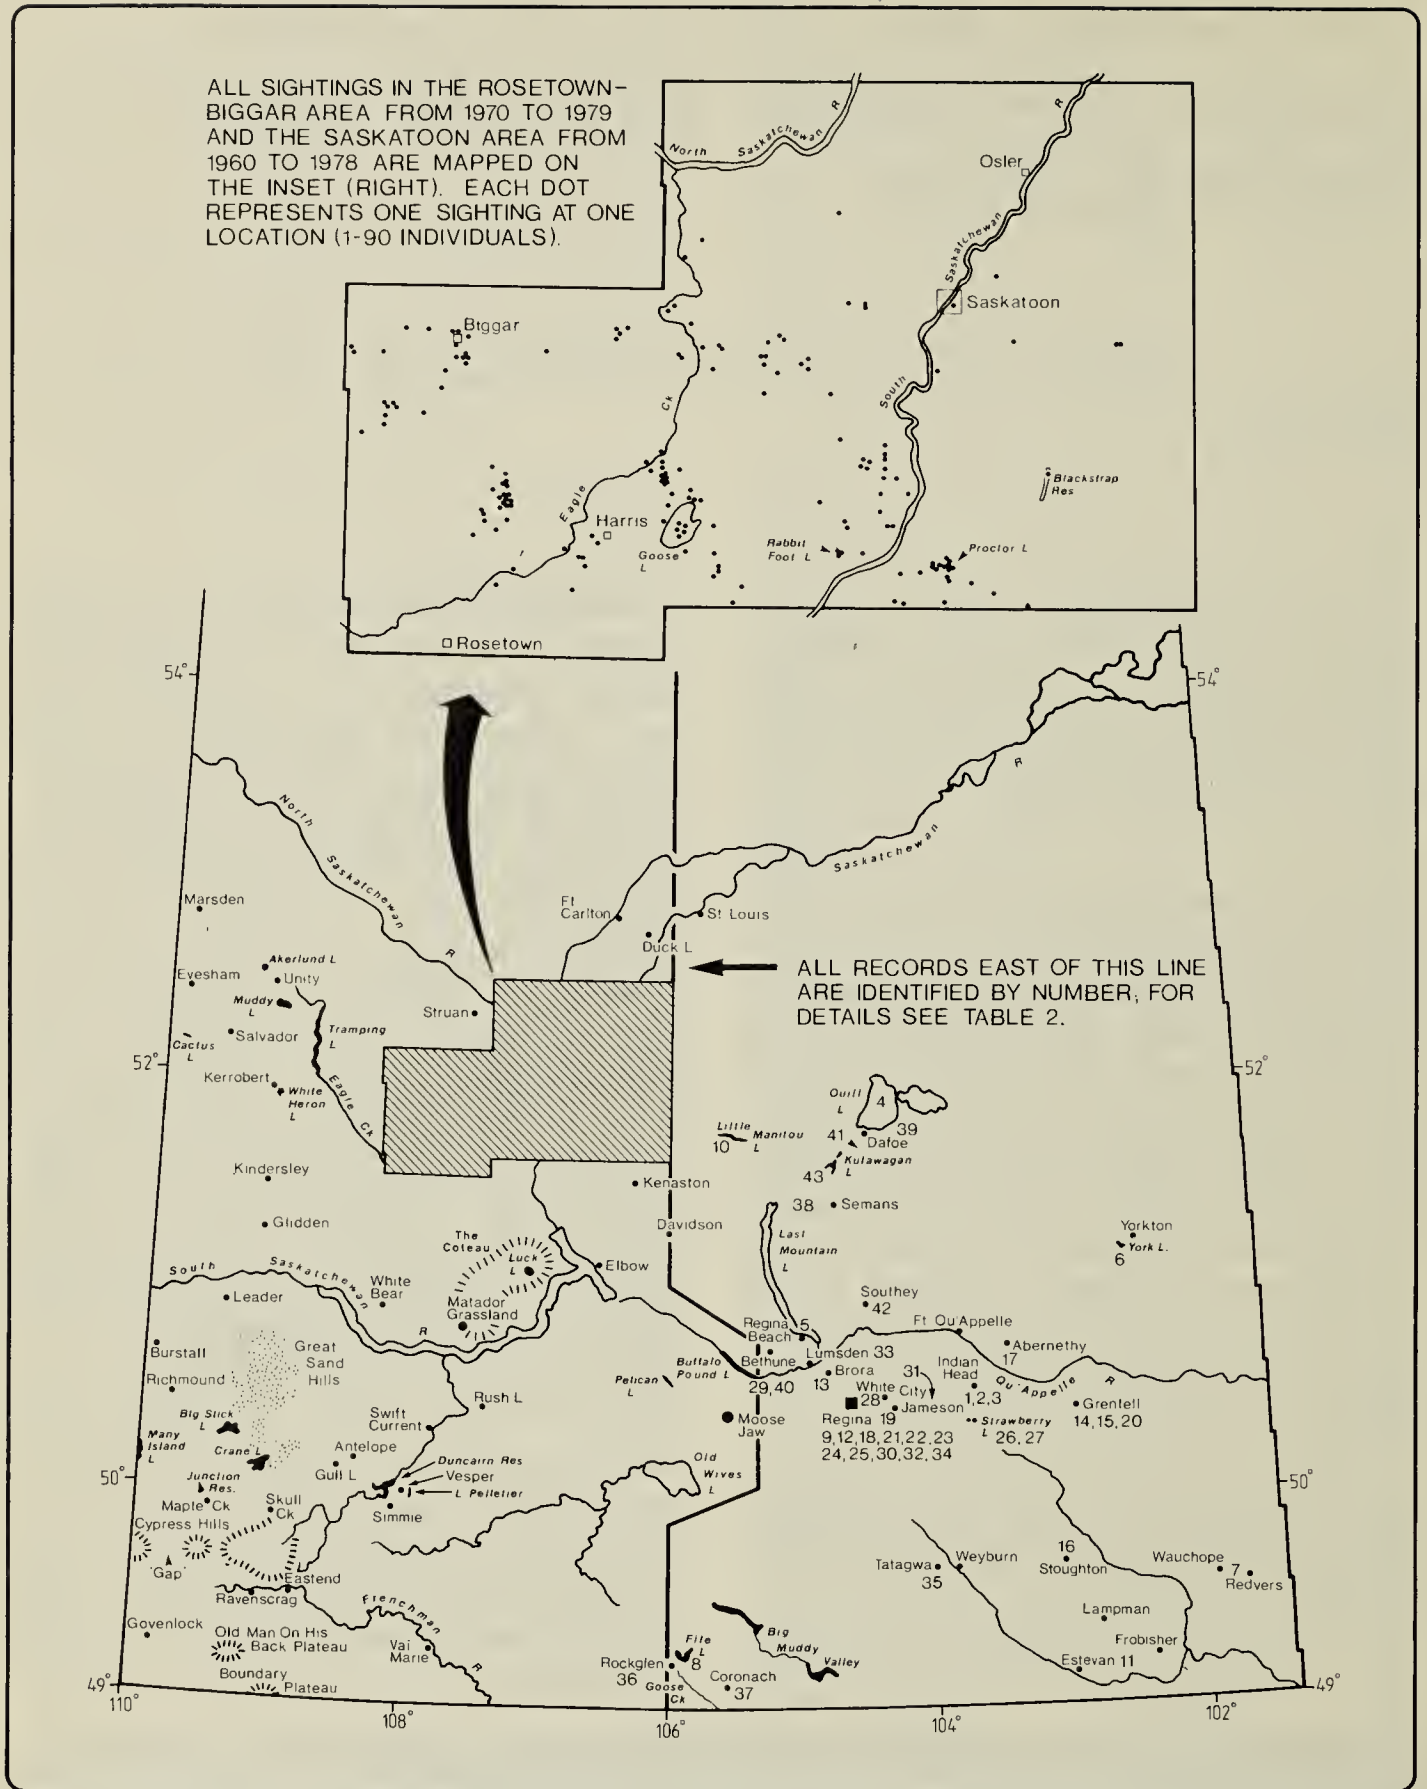 ALL SIGHTINGS IN THE ROSETOWN–
BIGGAR AREA FROM 1970 TO 1979
AND THE SASKATOON AREA FROM
1960 TO 1978 ARE MAPPED ON
THE INSET (RIGHT). EACH DOT
REPRESENTS ONE SIGHTING AT ONE
LOCATION (1-90 INDIVIDUALS).
North Saskatchewan R
R
Osler
Saskatchewan
Saskatoon
Biggar
Ck
South
Eagle
Harris
Goose
L
Rabbit
Foot L
Proctor L
Blackstrap
Res
Rosetown
54°
54°
North Saskatchewan R
R
Saskatchewan
Marsden
Ft
Carlton
St Louis
Duck L
Akerlund L
Evesham
Unity
Muddy
L
Struan
ALL RECORDS EAST OF THIS LINE
ARE IDENTIFIED BY NUMBER; FOR
DETAILS SEE TABLE 2.
Salvador
Tramping
L
Cactus
L
52°
52°
Kerrobert
White
Heron
L
Eagle Ck
Quill
L
4
39
Little Manitou
L
10
41
Dafoe
Kutawagan
L
43
Kindersley
Kenaston
38
Semans
Glidden
Davidson
Yorkton
York L.
6
The
Coteau
Luck
L
Last
Mountain
L
South Saskatchewan
R
White
Bear
Elbow
Leader
Matador
Grassland
Southey
42
Regina
Beach
5
Ft Qu'Appelle
Burstall
Great
Sand
Hills
Bethune
Lumsden 33
Abernethy
17
Buffalo
Pound L
29,40
Brora
13
31
Indian
Head
1,2,3
Qu'Appelle R
Richmound
Pelican
L
White City
28
Jameson
Grenfell
14,15,20
Rush L
Big Stick
L
Swift
Current
Moose
Jaw
Regina 19
9,12,18,21,22,23
24,25,30,32,34
Strawberry
L 26,27
Many
Island
L
Crane L
Antelope
Gull L
Duncairn Res
Vesper
L Pelletier
Old
Wives
L
50°
50°
Junction
Res.
Maple Ck
Skull
Ck
Simmie
Cypress Hills
'Gap'
16
Stoughton
Tatagwa
35
Weyburn
Wauchope
7
Redvers
Eastend
Ravenscrag
Frenchman
R
Lampman
Govenlock
Old Man On His
Back Plateau
Val
Marie
Fife
L
8
Big
Muddy
Valley
Frobisher
Estevan 11
Rockglen
36
Boundary
Plateau
Goose
Ck
Coronach
37
49°
49°
110°
108°
106°
104°
102°